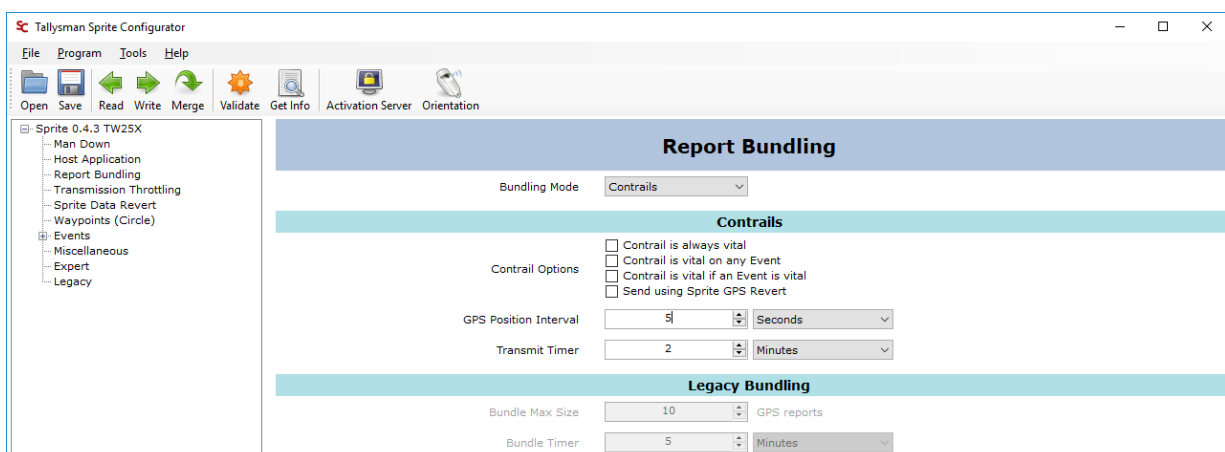 SC Tallysman Sprite Configurator
File Program Tools Help
Open Save Read Write Merge Validate Get Info Activation Server Orientation
Sprite 0.4.3 TW25X
Man Down
Host Application
Report Bundling
Transmission Throttling
Sprite Data Revert
Waypoints (Circle)
Events
Miscellaneous
Expert
Legacy
Report Bundling
Bundling Mode Contrails
Contrails
Contrail Options
Contrail is always vital
Contrail is vital on any Event
Contrail is vital if an Event is vital
Send using Sprite GPS Revert
GPS Position Interval 5 Seconds
Transmit Timer 2 Minutes
Legacy Bundling
Bundle Max Size 10 GPS reports
Bundle Timer 5 Minutes